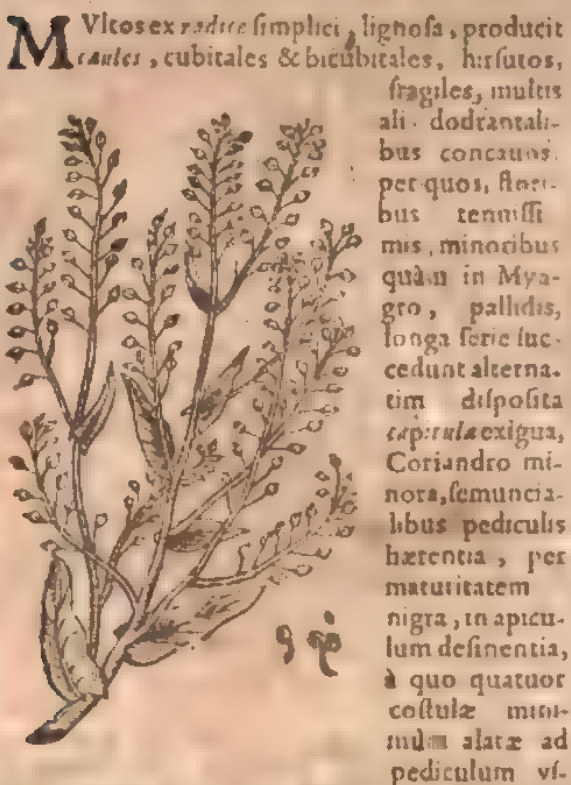 MVltos ex radice ſimplici, lignoſa, producit
caules, cubitales & bicubitales, hirſutos,
fragiles, multis
dodrantali-
bus concauos
per quos, flori-
bus tenuiſſi
mis, minoribus
quàm in Mya-
gro, pallidis,
longa ſerie ſuc-
cedunt alterna-
tim diſpoſita
capitula exigua,
Coriandro mi-
nora, ſemuncia-
libus pediculis
hærentia, per
maturitatem
nigra, in apicu-
lum deſinentia,
à quo quatuor
coſtulæ mini-
alatæ ad
pediculum vſ-